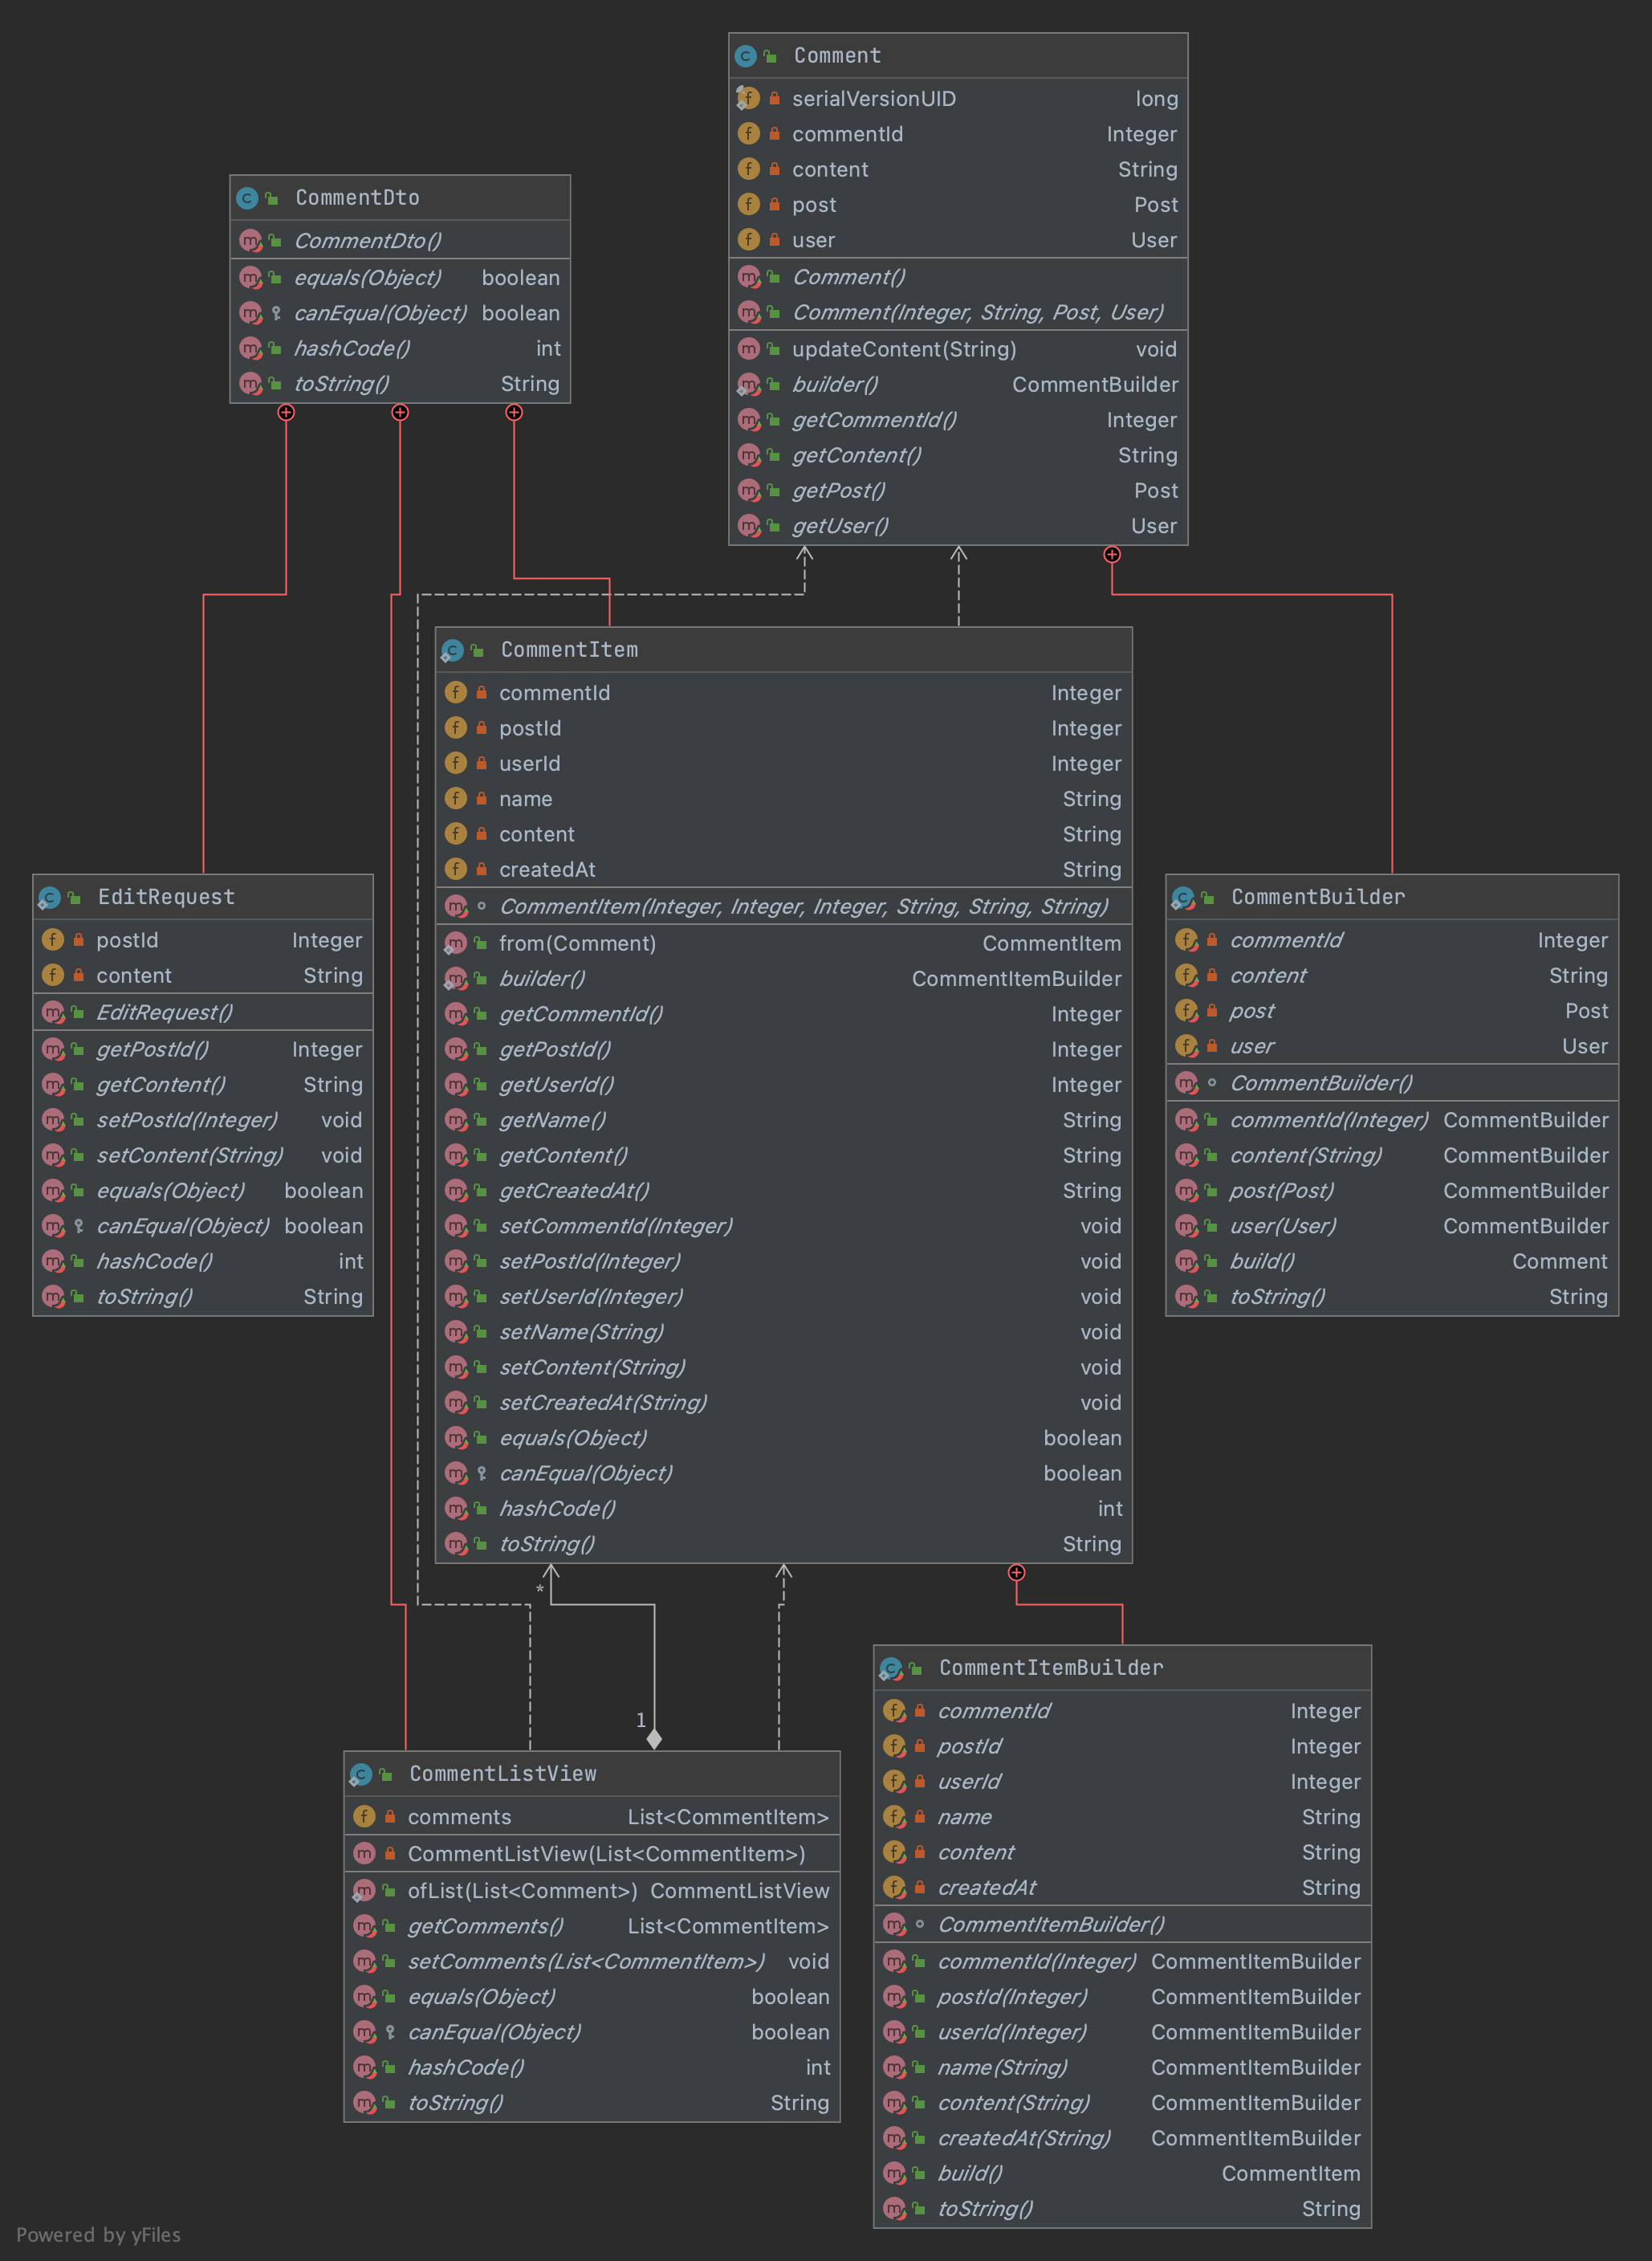 Comment
serialVersionUID long
commentId Integer
content String
post Post
user User
Comment()
Comment(Integer, String, Post, User)
updateContent(String) void
builder() CommentBuilder
getCommentId() Integer
getContent() String
getPost() Post
getUser() User
CommentDto
CommentDto()
equals(Object) boolean
canEqual(Object) boolean
hashCode() int
toString() String
CommentItem
commentId Integer
postId Integer
userId Integer
name String
content String
createdAt String
CommentItem(Integer, Integer, Integer, String, String, String)
from(Comment) CommentItem
builder() CommentItemBuilder
getCommentId() Integer
getPostId() Integer
getUserId() Integer
getName() String
getContent() String
getCreatedAt() String
setCommentId(Integer) void
setPostId(Integer) void
setUserId(Integer) void
setName(String) void
setContent(String) void
setCreatedAt(String) void
equals(Object) boolean
canEqual(Object) boolean
hashCode() int
toString() String
EditRequest
postId Integer
content String
EditRequest()
getPostId() Integer
getContent() String
setPostId(Integer) void
setContent(String) void
equals(Object) boolean
canEqual(Object) boolean
hashCode() int
toString() String
CommentBuilder
commentId Integer
content String
post Post
user User
CommentBuilder()
commentId(Integer) CommentBuilder
content(String) CommentBuilder
post(Post) CommentBuilder
user(User) CommentBuilder
build() Comment
toString() String
*
1
CommentListView
comments List<CommentItem>
CommentListView(List<CommentItem>)
ofList(List<Comment>) CommentListView
getComments() List<CommentItem>
setComments(List<CommentItem>) void
equals(Object) boolean
canEqual(Object) boolean
hashCode() int
toString() String
CommentItemBuilder
commentId Integer
postId Integer
userId Integer
name String
content String
createdAt String
CommentItemBuilder()
commentId(Integer) CommentItemBuilder
postId(Integer) CommentItemBuilder
userId(Integer) CommentItemBuilder
name(String) CommentItemBuilder
content(String) CommentItemBuilder
createdAt(String) CommentItemBuilder
build() CommentItem
toString() String
Powered by yFiles